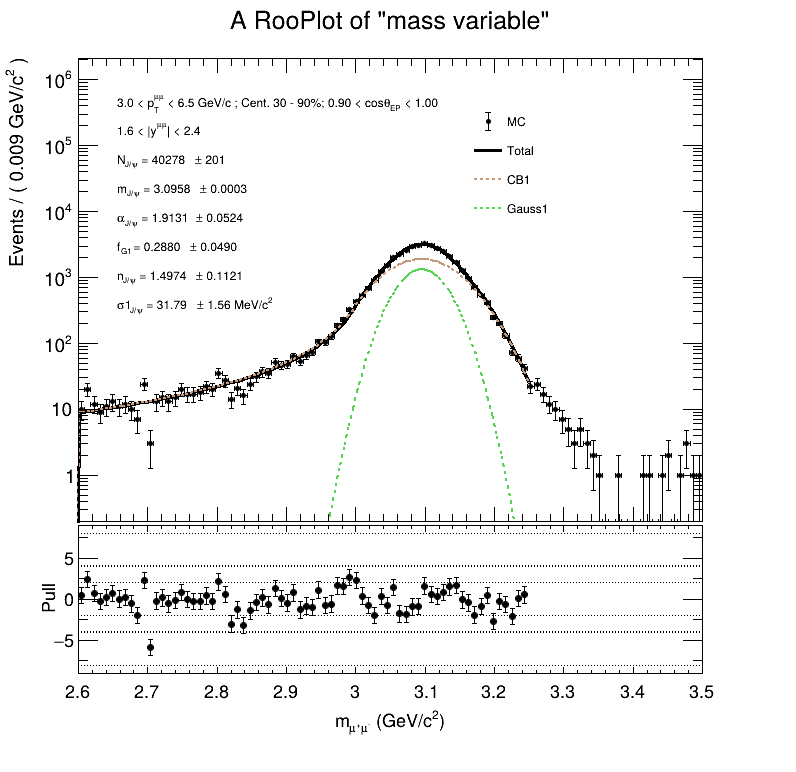 A RooPlot of "mass variable"
Events / ( 0.009 GeV/c² )
10⁶
10⁵
10⁴
10³
10²
10
1
3.0 < p_T^μμ < 6.5 GeV/c ; Cent. 30 - 90%; 0.90 < cosθ_EP < 1.00
1.6 < |y^μμ| < 2.4
N_J/ψ = 40278 ± 201
m_J/ψ = 3.0958 ± 0.0003
α_J/ψ = 1.9131 ± 0.0524
f_G1 = 0.2880 ± 0.0490
n_J/ψ = 1.4974 ± 0.1121
σ1_J/ψ = 31.79 ± 1.56 MeV/c²
MC
Total
CB1
Gauss1
Pull
5
0
−5
2.6 2.7 2.8 2.9 3 3.1 3.2 3.3 3.4 3.5
m_μ⁺μ⁻ (GeV/c²)